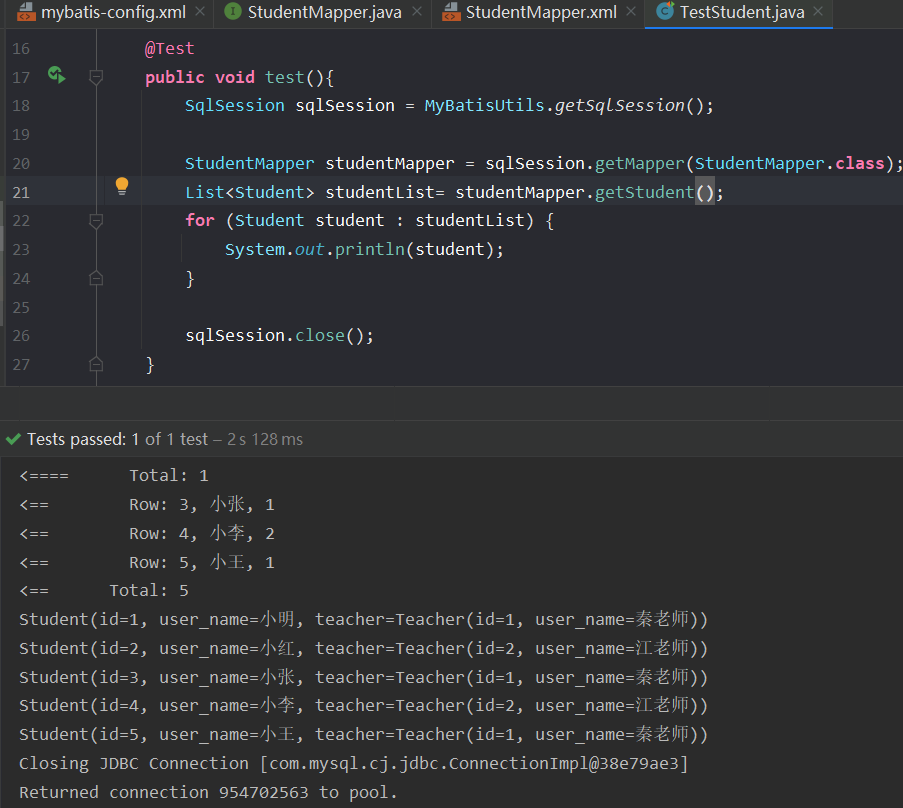 mybatis-config.xml StudentMapper.java StudentMapper.xml TestStudent.java
16 @Test
17 public void test(){
18 SqlSession sqlSession = MyBatisUtils.getSqlSession();
19
20 StudentMapper studentMapper = sqlSession.getMapper(StudentMapper.class);
21 List<Student> studentList= studentMapper.getStudent();
22 for (Student student : studentList) {
23 System.out.println(student);
24 }
25
26 sqlSession.close();
27 }
Tests passed: 1 of 1 test – 2 s 128 ms
<==== Total: 1
<== Row: 3, 小张, 1
<== Row: 4, 小李, 2
<== Row: 5, 小王, 1
<== Total: 5
Student(id=1, user_name=小明, teacher=Teacher(id=1, user_name=秦老师))
Student(id=2, user_name=小红, teacher=Teacher(id=2, user_name=江老师))
Student(id=3, user_name=小张, teacher=Teacher(id=1, user_name=秦老师))
Student(id=4, user_name=小李, teacher=Teacher(id=2, user_name=江老师))
Student(id=5, user_name=小王, teacher=Teacher(id=1, user_name=秦老师))
Closing JDBC Connection [com.mysql.cj.jdbc.ConnectionImpl@38e79ae3]
Returned connection 954702563 to pool.